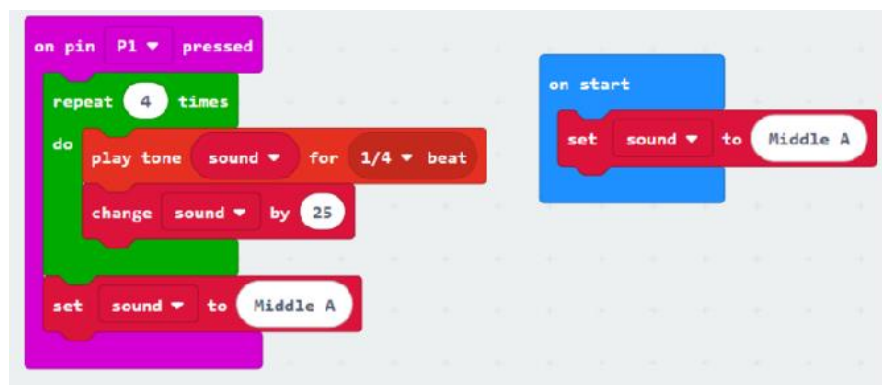 on pin P1 pressed
repeat 4 times
do
play tone sound for 1/4 beat
change sound by 25
set sound to Middle A
on start
set sound to Middle A